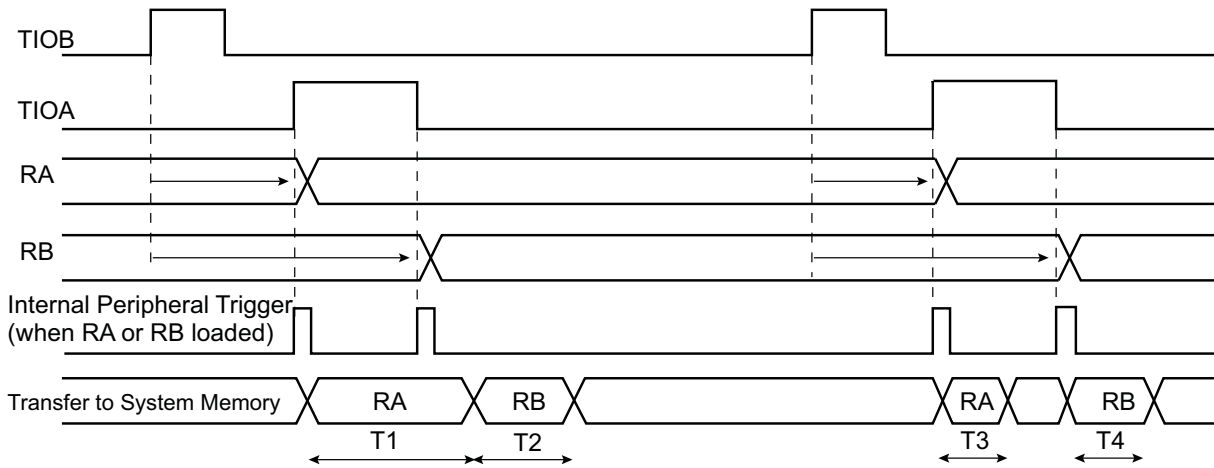 TIOB
TIOA
RA
RB
Internal Peripheral Trigger
(when RA or RB loaded)
Transfer to System Memory RA RB RA RB
T1 T2 T3 T4